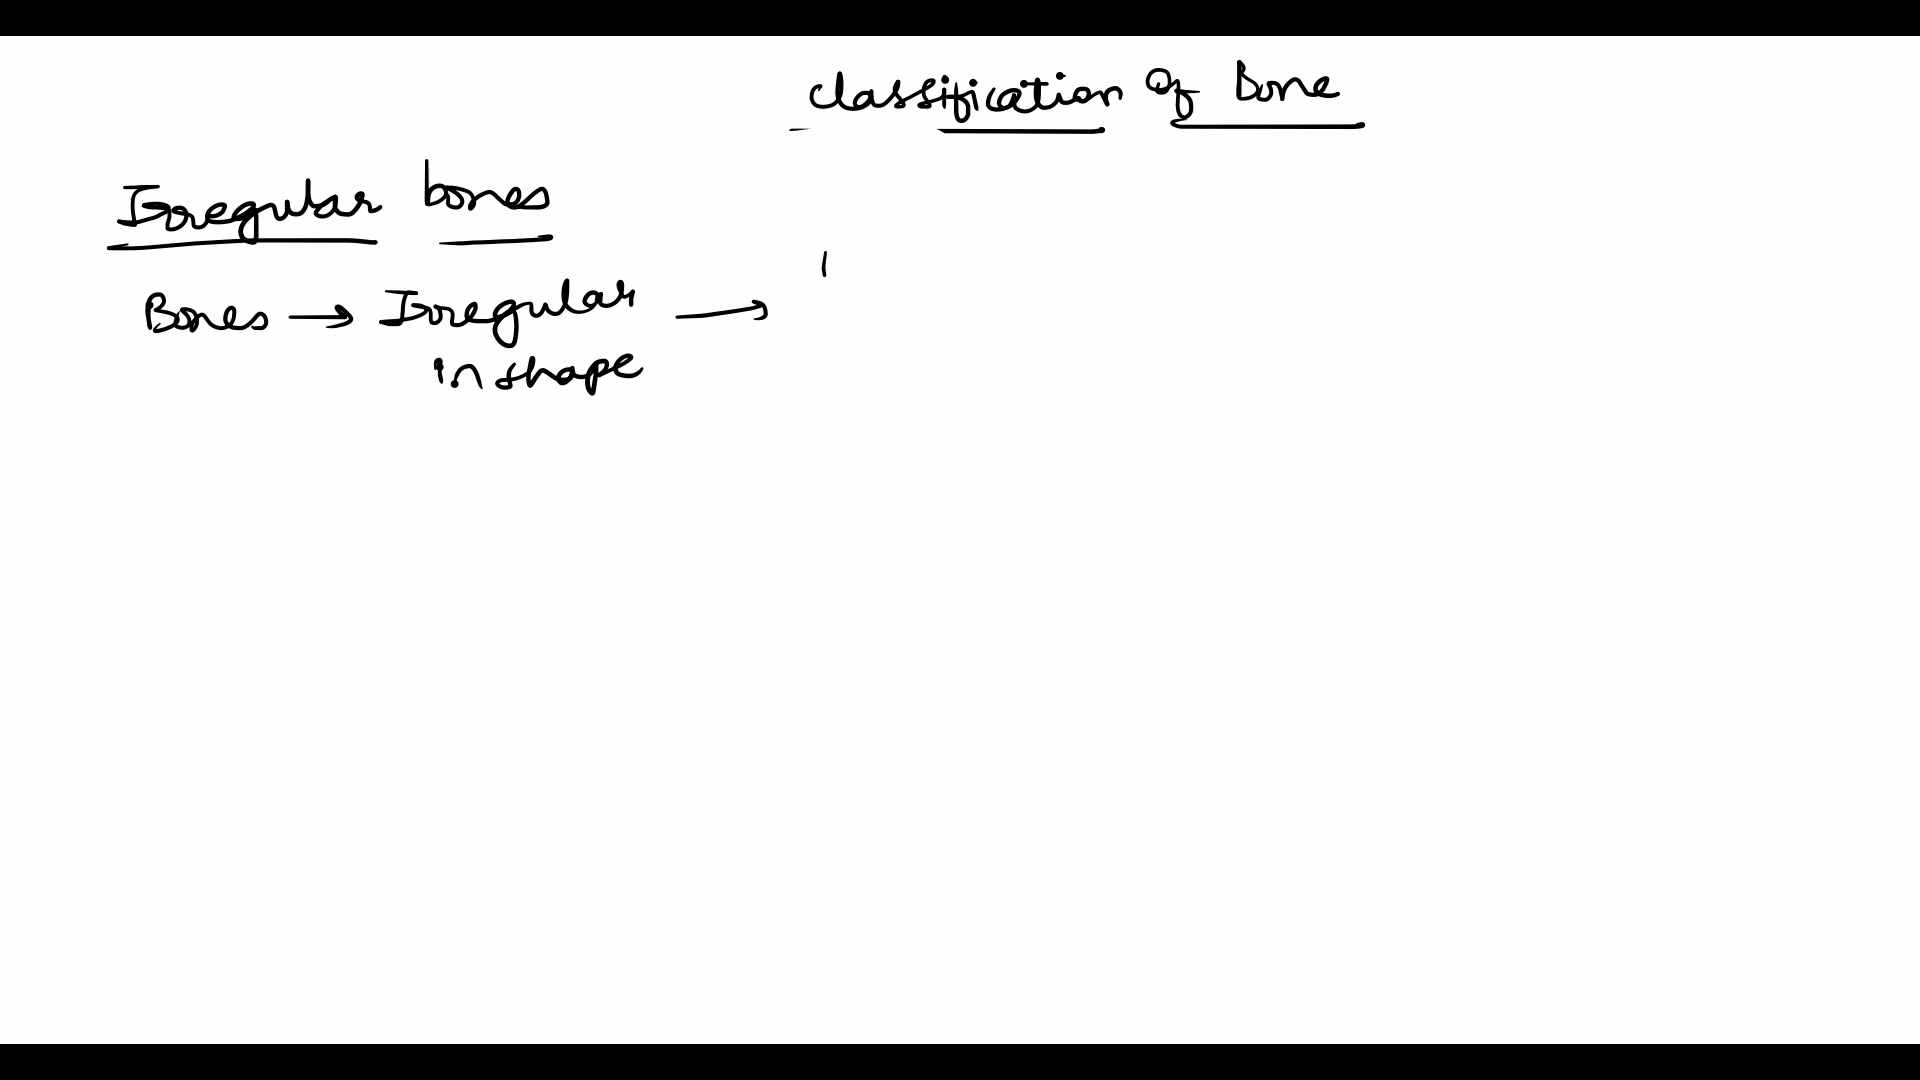 Classification Of Bone
Irregular bones
Bones → Irregular →
in shape